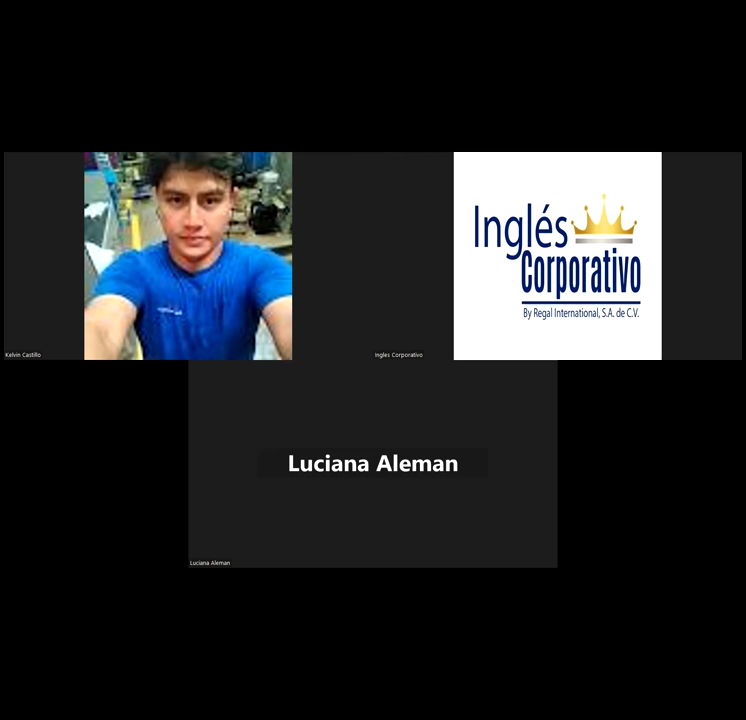 Inglés
Corporativo
By Regal International, S.A. de C.V.
Kelvin Castillo
Ingles Corporativo
Luciana Aleman
Luciana Aleman